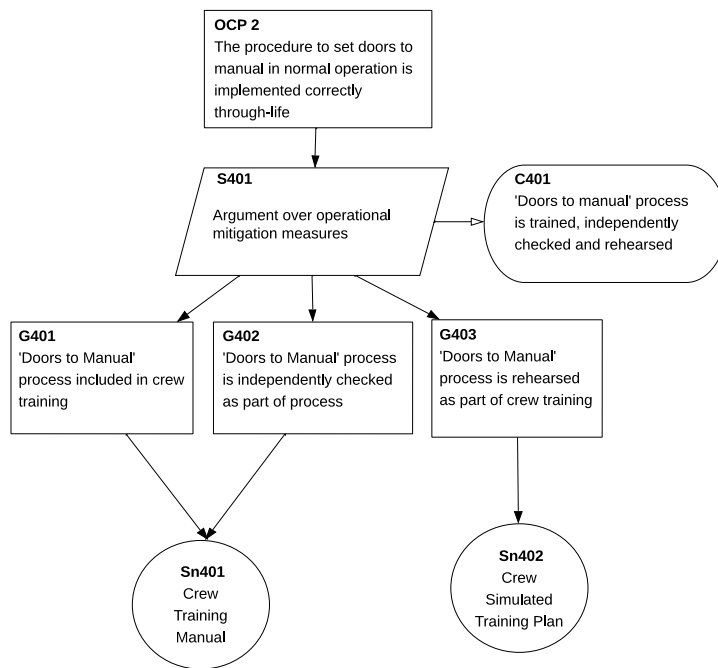 OCP 2
The procedure to set doors to
manual in normal operation is
implemented correctly
through-life
S401
Argument over operational
mitigation measures
C401
'Doors to manual' process
is trained, independently
checked and rehearsed
G401
'Doors to Manual'
process included in crew
training
G402
'Doors to Manual' process
is independently checked
as part of process
G403
'Doors to Manual'
process is rehearsed
as part of crew training
Sn401
Crew
Training
Manual
Sn402
Crew
Simulated
Training Plan